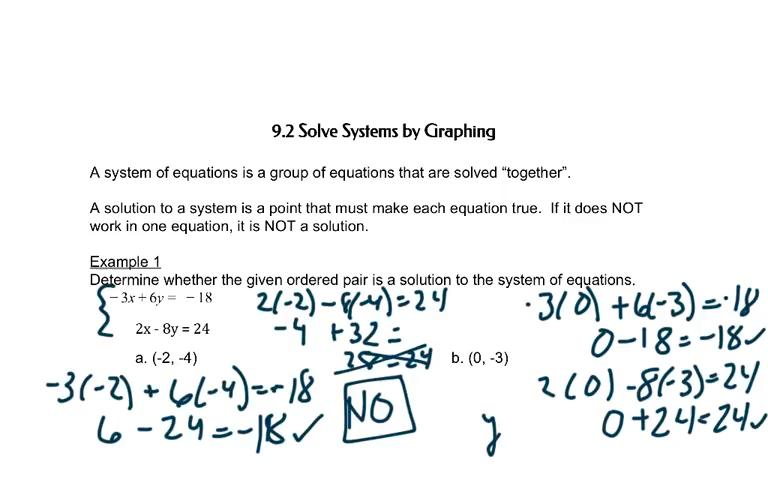 9.2 Solve Systems by Graphing
A system of equations is a group of equations that are solved “together”.
A solution to a system is a point that must make each equation true. If it does NOT
work in one equation, it is NOT a solution.
Example 1
Determine whether the given ordered pair is a solution to the system of equations.
- 3x + 6y = - 18
2x - 8y = 24
2(-2) - 8(-4) = 24
-4 +32 =
28 = 24
a. (-2, -4)
-3(-2) + 6(-4) = -18
6 - 24 = -18 ✓
NO
b. (0, -3)
-3(0) + 6(-3) = -18
0 - 18 = -18 ✓
2(0) - 8(-3) = 24
0 + 24 = 24 ✓
y